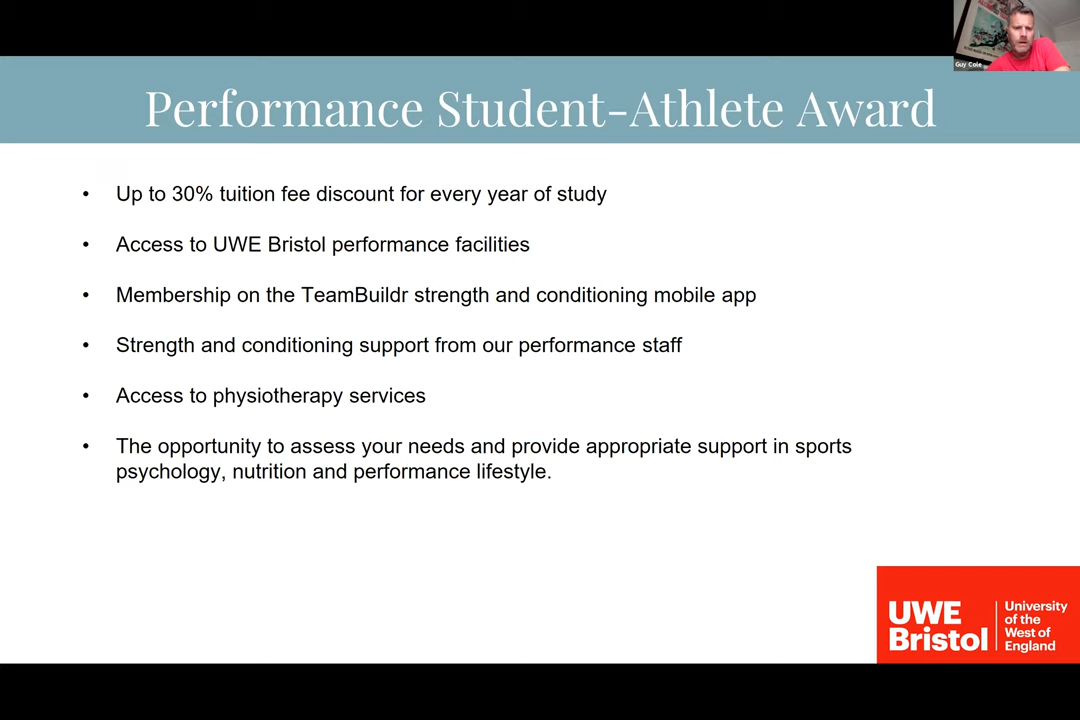 Guy Cole
Performance Student-Athlete Award
• Up to 30% tuition fee discount for every year of study
• Access to UWE Bristol performance facilities
• Membership on the TeamBuildr strength and conditioning mobile app
• Strength and conditioning support from our performance staff
• Access to physiotherapy services
• The opportunity to assess your needs and provide appropriate support in sports
psychology, nutrition and performance lifestyle.
UWE
Bristol
University
of the
West of
England